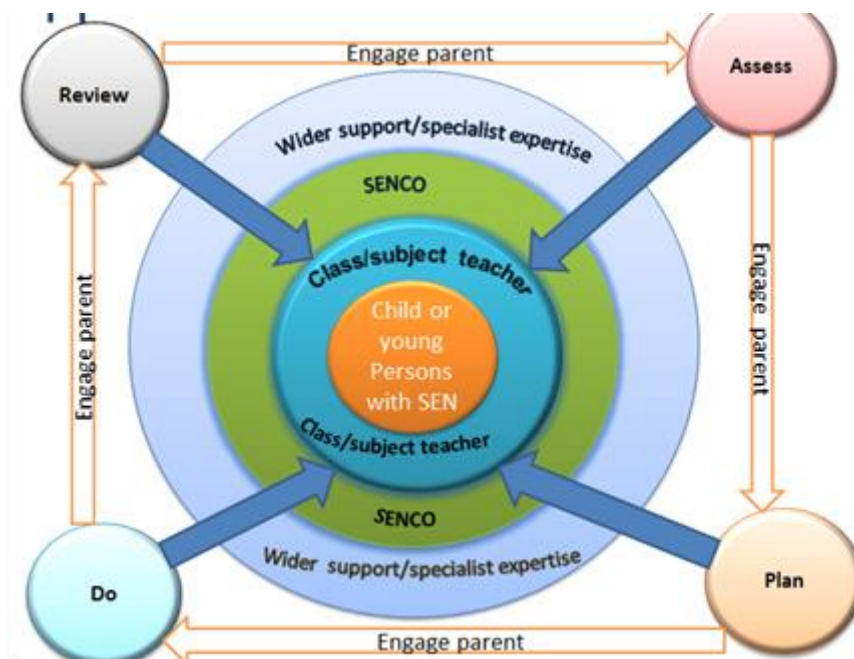 Engage parent
Review
Assess
Wider support/specialist expertise
SENCO
Class/subject teacher
Child or
young
Persons
with SEN
Class/subject teacher
SENCO
Wider support/specialist expertise
Engage parent
Engage parent
Do
Plan
Engage parent